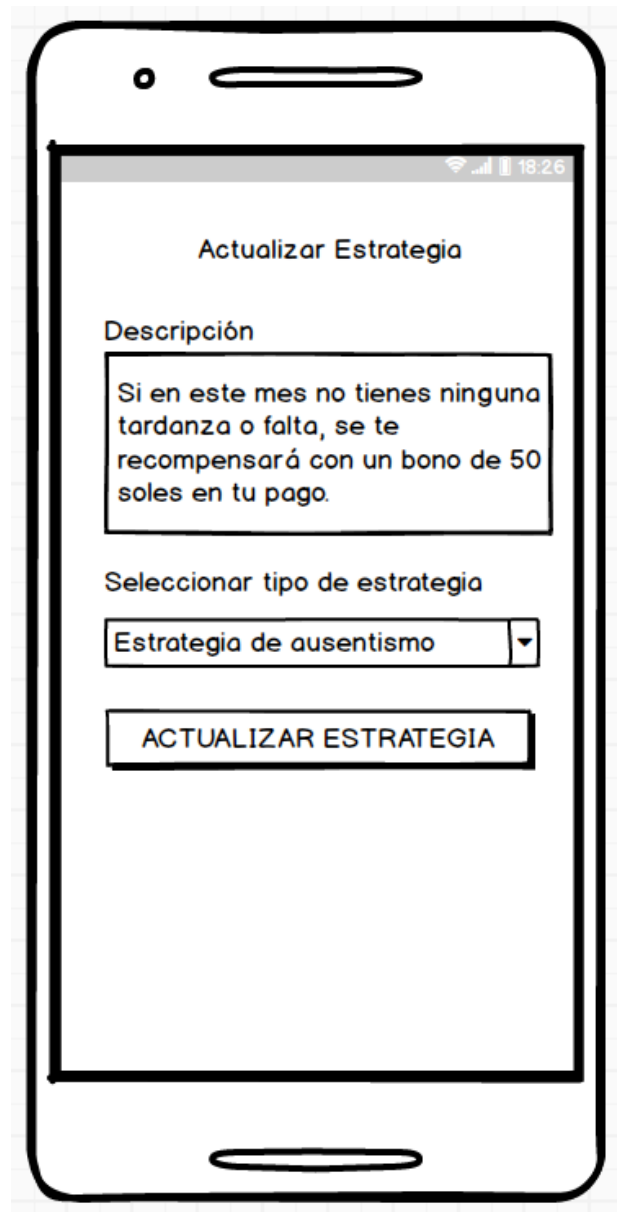 18:26
Actualizar Estrategia
Descripción
Si en este mes no tienes ninguna
tardanza o falta, se te
recompensará con un bono de 50
soles en tu pago.
Seleccionar tipo de estrategia
Estrategia de ausentismo
ACTUALIZAR ESTRATEGIA